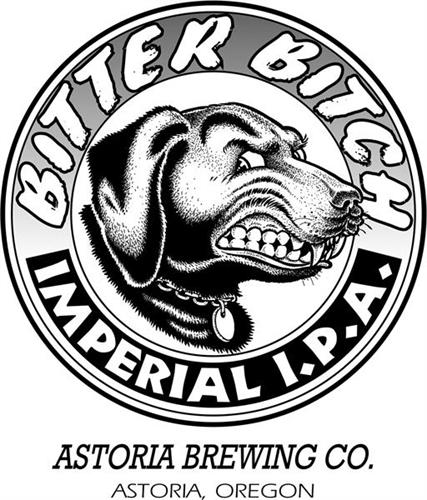 BITTER BITCH
IMPERIAL I.P.A.
ASTORIA BREWING CO.
ASTORIA, OREGON